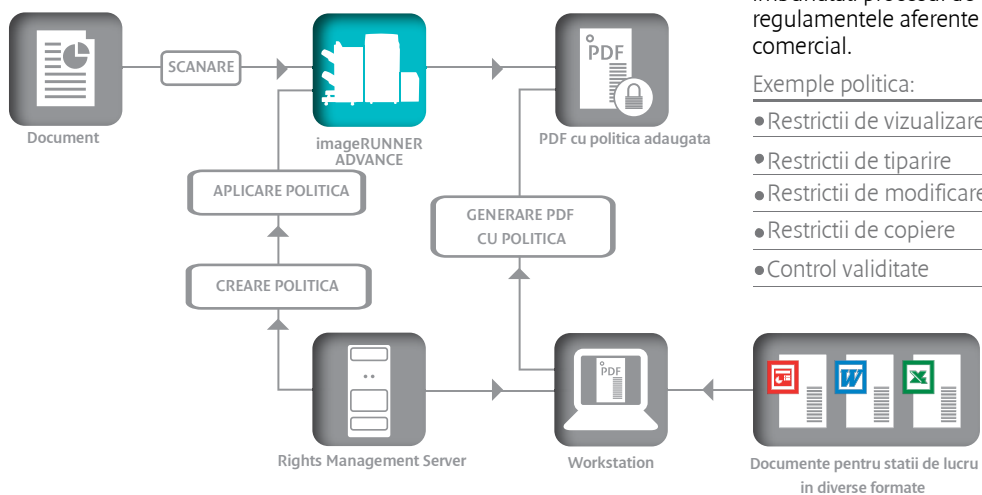 regulamentele aferente
comercial.
Exemple politica:
Restrictii de vizualizare
Restrictii de tiparire
Restrictii de modificare
Restrictii de copiere
Control validitate
SCANARE
PDF
Document
imageRUNNER
ADVANCE
PDF cu politica adaugata
APLICARE POLITICA
GENERARE PDF
CU POLITICA
CREARE POLITICA
PDF
W
X
Rights Management Server
Workstation
Documente pentru statii de lucru
in diverse formate